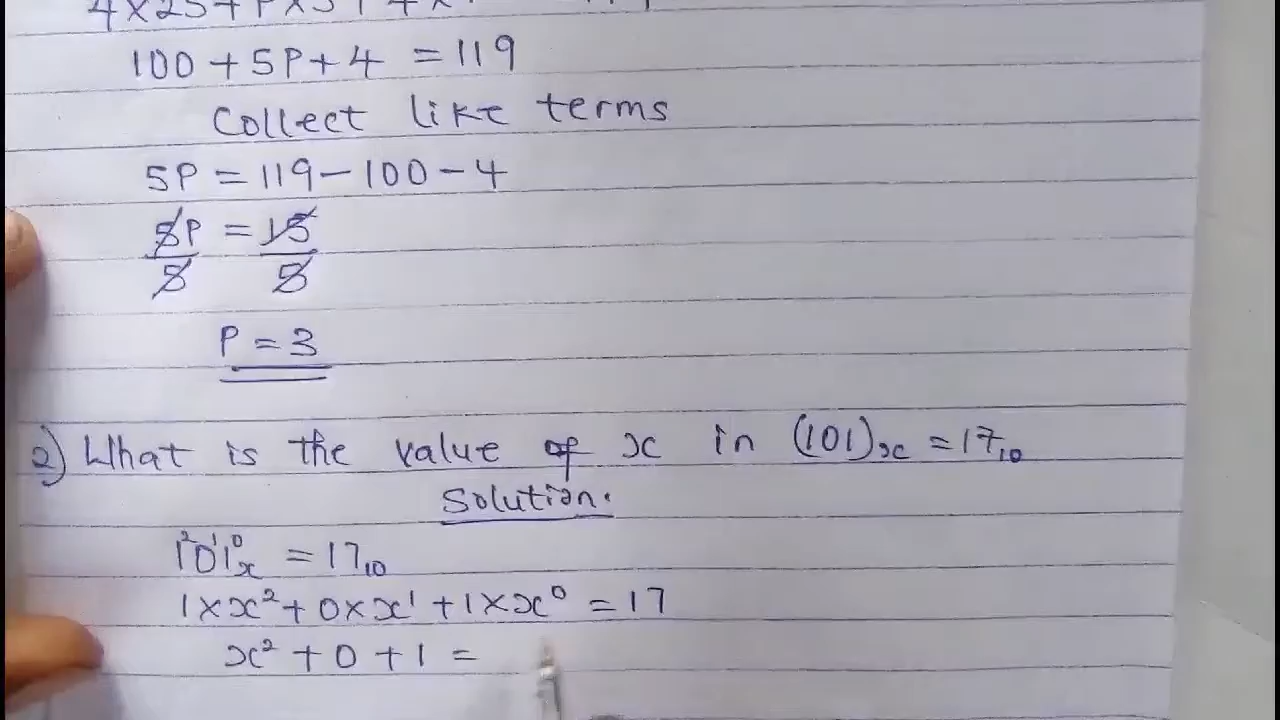 100 + 5P + 4 = 119
Collect like terms
5P = 119 - 100 - 4
5P = 15
5 5
P = 3
2) What is the value of x in (101)ₓ = 17₁₀
Solution.
1²0¹1⁰ₓ = 17₁₀
1 × x² + 0 × x¹ + 1 × x⁰ = 17
x² + 0 + 1 =